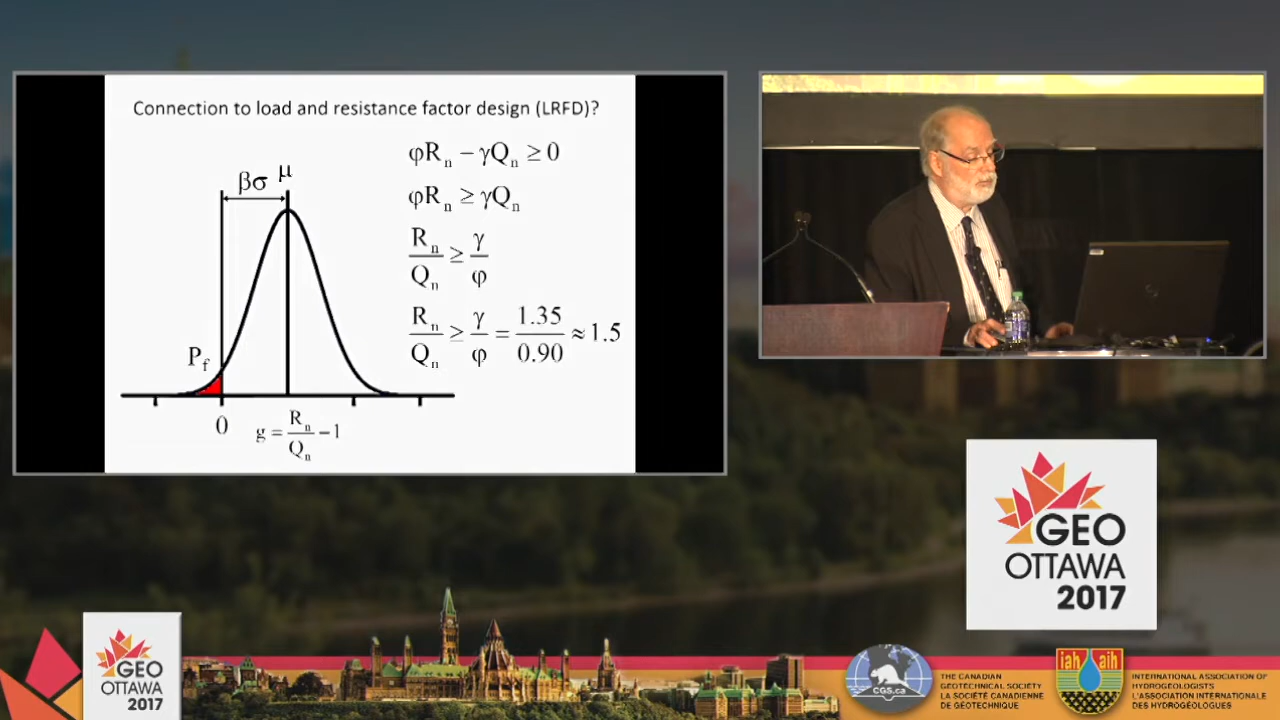 Connection to load and resistance factor design (LRFD)?
φRₙ − γQₙ ≥ 0
φRₙ ≥ γQₙ
Rₙ/Qₙ ≥ γ/φ
Rₙ/Qₙ ≥ γ/φ = 1.35/0.90 ≈ 1.5
βσ μ
P_f
0
g = Rₙ/Qₙ − 1
GEO
OTTAWA
2017
GEO
OTTAWA
2017
CGS.ca
THE CANADIAN
GEOTECHNICAL SOCIETY
LA SOCIÉTÉ CANADIENNE
DE GÉOTECHNIQUE
iah aih
INTERNATIONAL ASSOCIATION OF
HYDROGEOLOGISTS
L'ASSOCIATION INTERNATIONALE
DES HYDROGÉOLOGUES